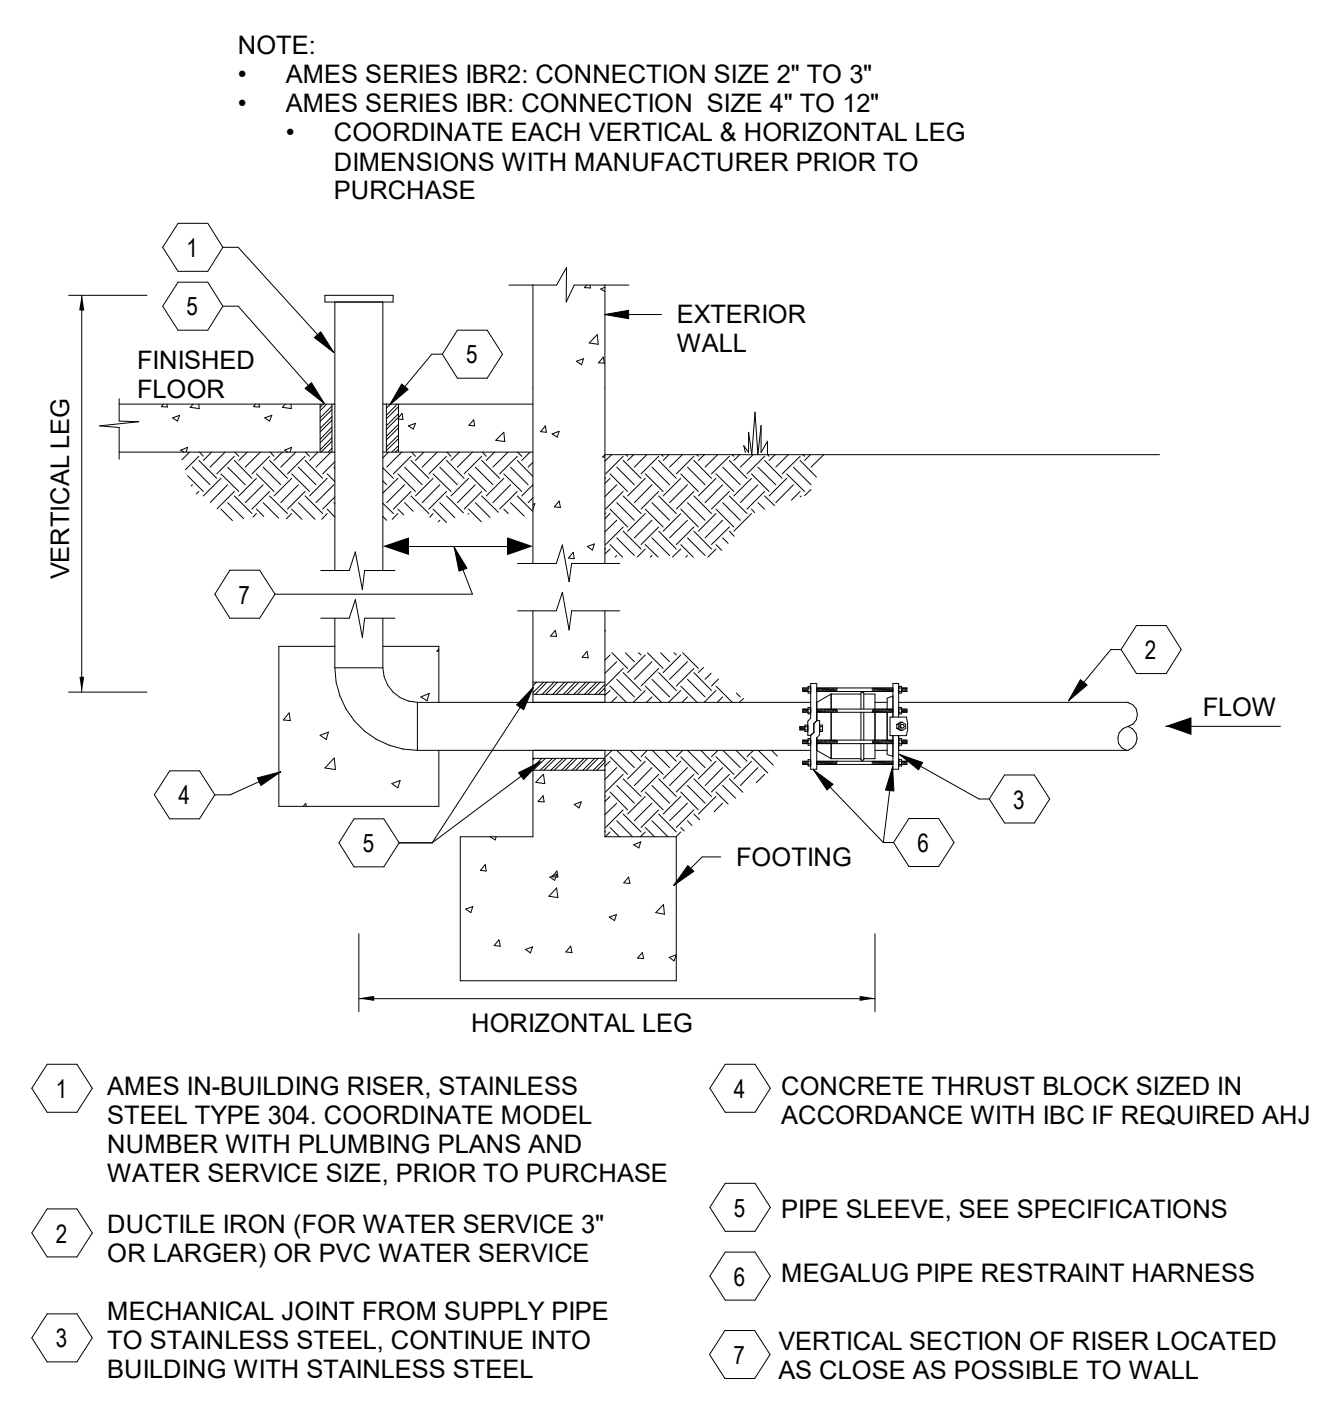 NOTE:
• AMES SERIES IBR2: CONNECTION SIZE 2" TO 3"
• AMES SERIES IBR: CONNECTION SIZE 4" TO 12"
• COORDINATE EACH VERTICAL & HORIZONTAL LEG
DIMENSIONS WITH MANUFACTURER PRIOR TO
PURCHASE
1
5
5
EXTERIOR
WALL
FINISHED
FLOOR
VERTICAL LEG
7
2
FLOW
4
3
5
6
FOOTING
HORIZONTAL LEG
1 AMES IN-BUILDING RISER, STAINLESS
STEEL TYPE 304. COORDINATE MODEL
NUMBER WITH PLUMBING PLANS AND
WATER SERVICE SIZE, PRIOR TO PURCHASE
2 DUCTILE IRON (FOR WATER SERVICE 3"
OR LARGER) OR PVC WATER SERVICE
3 MECHANICAL JOINT FROM SUPPLY PIPE
TO STAINLESS STEEL, CONTINUE INTO
BUILDING WITH STAINLESS STEEL
4 CONCRETE THRUST BLOCK SIZED IN
ACCORDANCE WITH IBC IF REQUIRED AHJ
5 PIPE SLEEVE, SEE SPECIFICATIONS
6 MEGALUG PIPE RESTRAINT HARNESS
7 VERTICAL SECTION OF RISER LOCATED
AS CLOSE AS POSSIBLE TO WALL